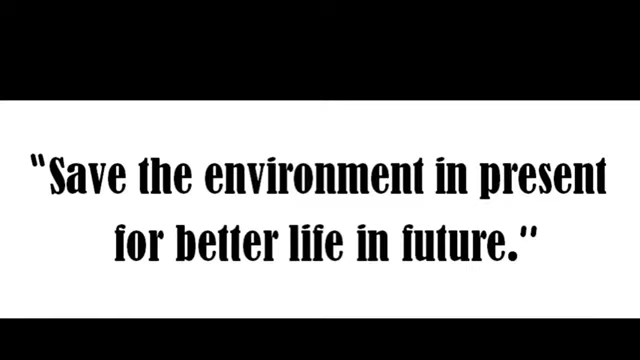 "Save the environment in present
for better life in future."